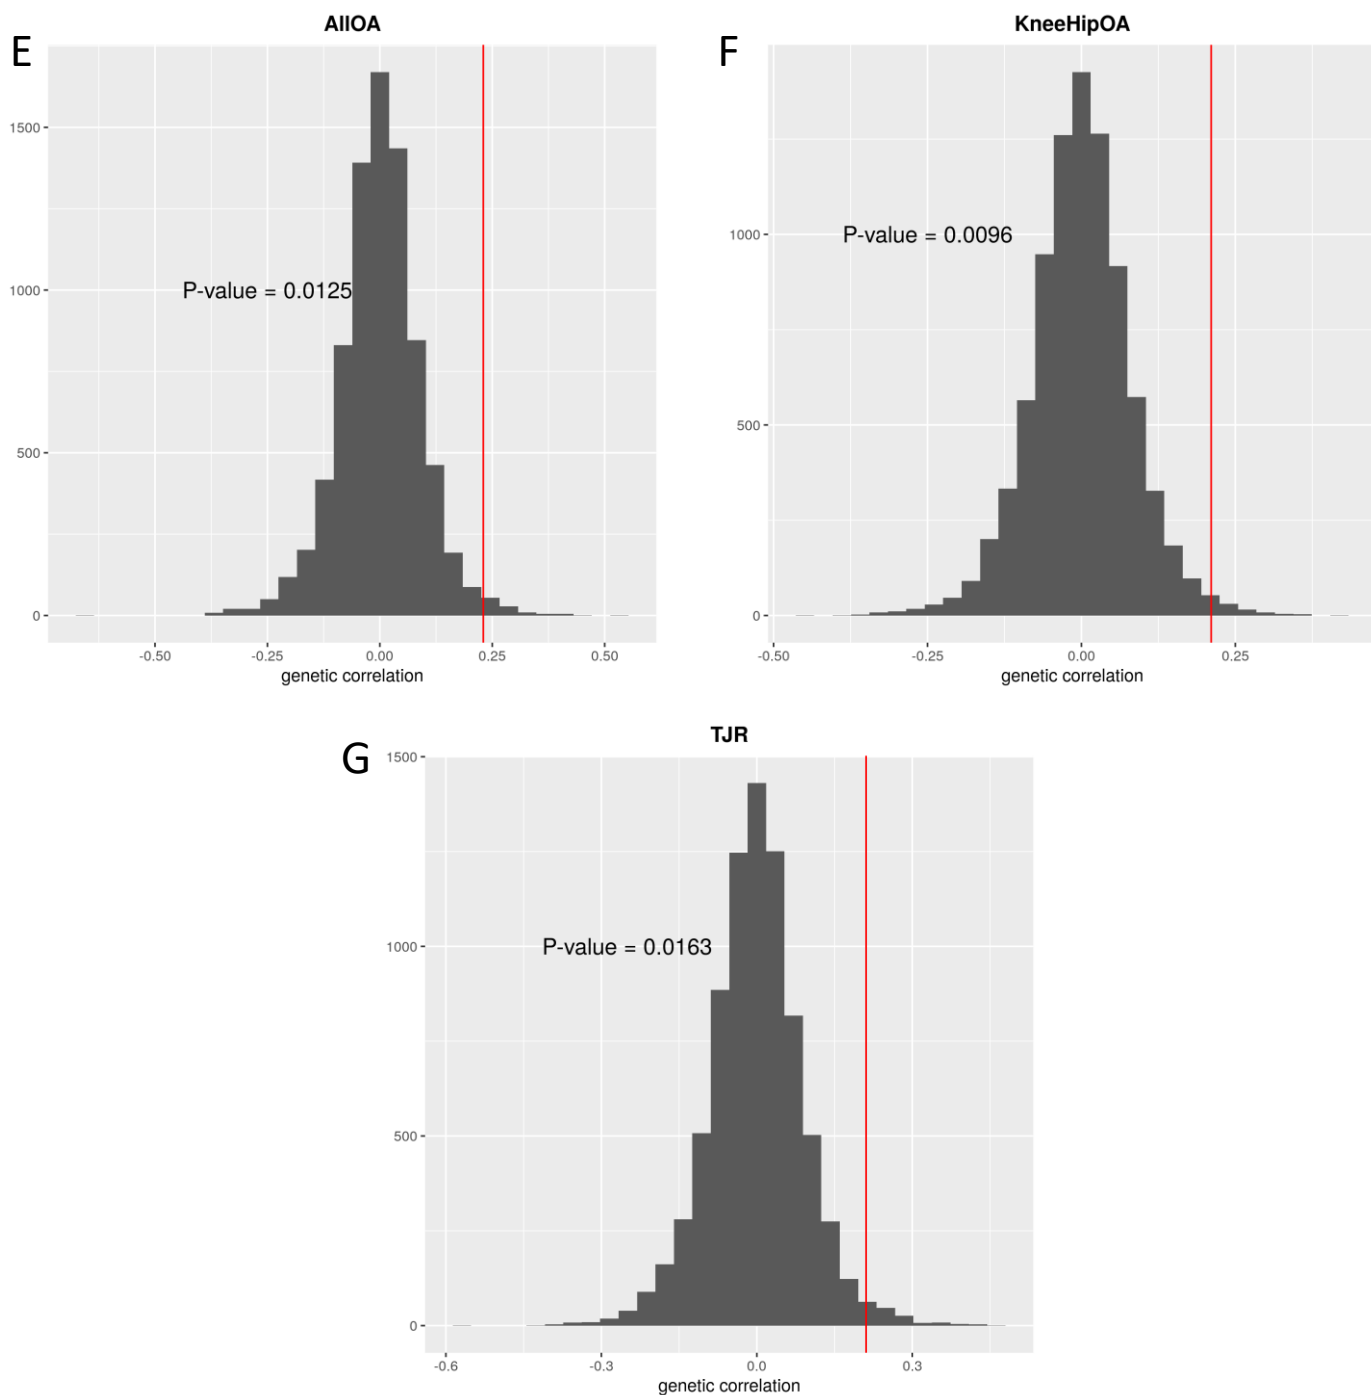 E
AllOA
1500
1000
500
0
P-value = 0.0125
-0.50 -0.25 0.00 0.25 0.50
genetic correlation
F
KneeHipOA
1000
500
0
P-value = 0.0096
-0.50 -0.25 0.00 0.25
genetic correlation
G
TJR
1500
1000
500
0
P-value = 0.0163
-0.6 -0.3 0.0 0.3
genetic correlation